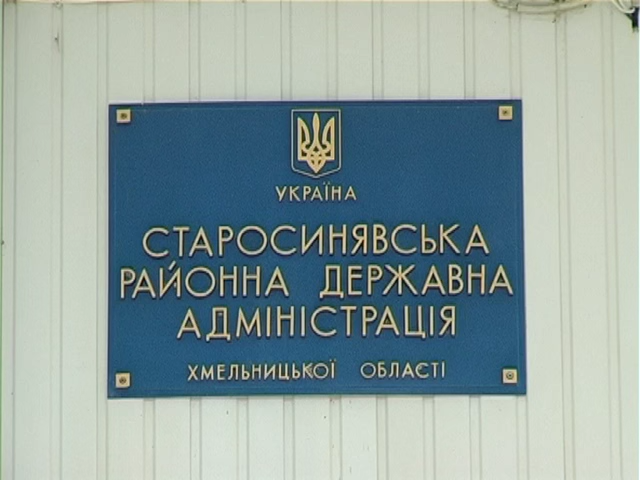 УКРАЇНА
СТАРОСИНЯВСЬКА
РАЙОННА ДЕРЖАВНА
АДМІНІСТРАЦІЯ
ХМЕЛЬНИЦЬКОЇ ОБЛАСТІ